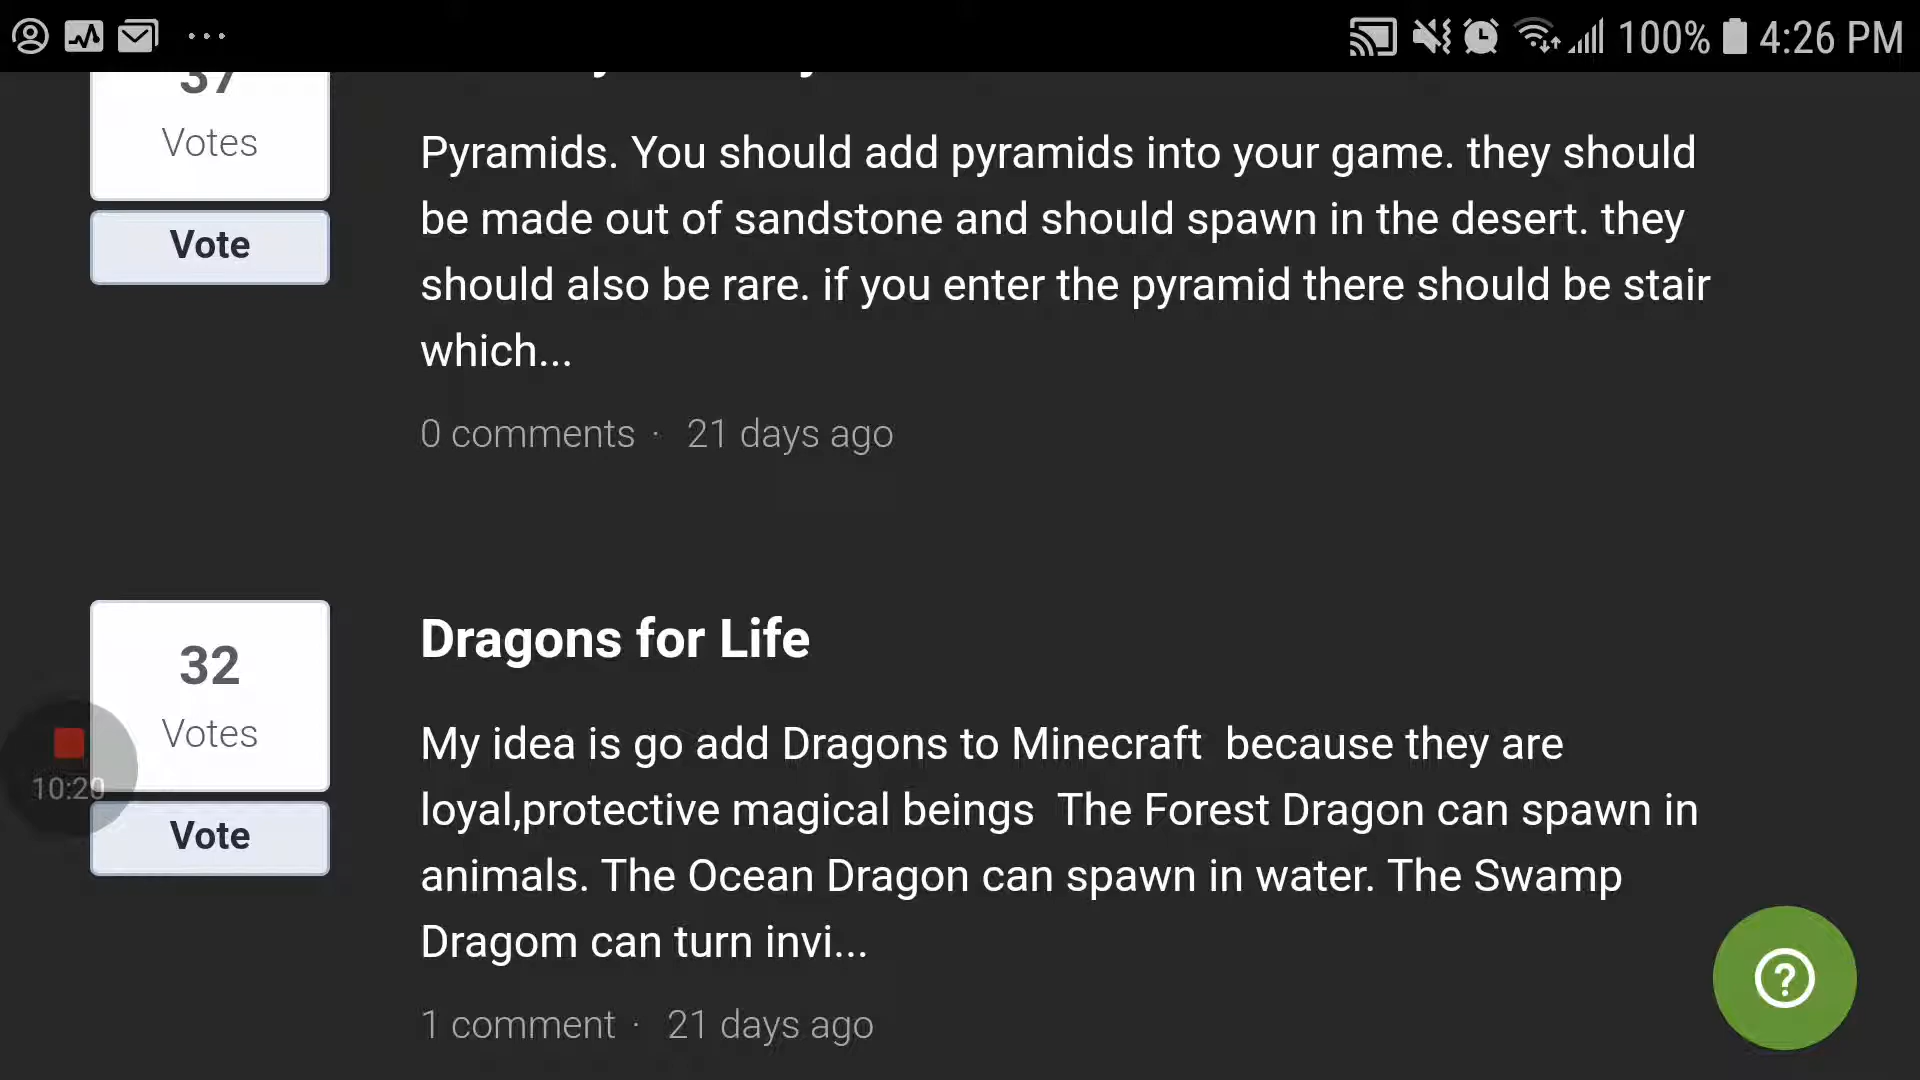 100% 4:26 PM
37
Votes
Vote
Pyramids. You should add pyramids into your game. they should
be made out of sandstone and should spawn in the desert. they
should also be rare. if you enter the pyramid there should be stair
which...
0 comments · 21 days ago
32
Votes
Vote
10:20
Dragons for Life
My idea is go add Dragons to Minecraft  because they are
loyal,protective magical beings  The Forest Dragon can spawn in
animals. The Ocean Dragon can spawn in water. The Swamp
Dragom can turn invi...
1 comment · 21 days ago